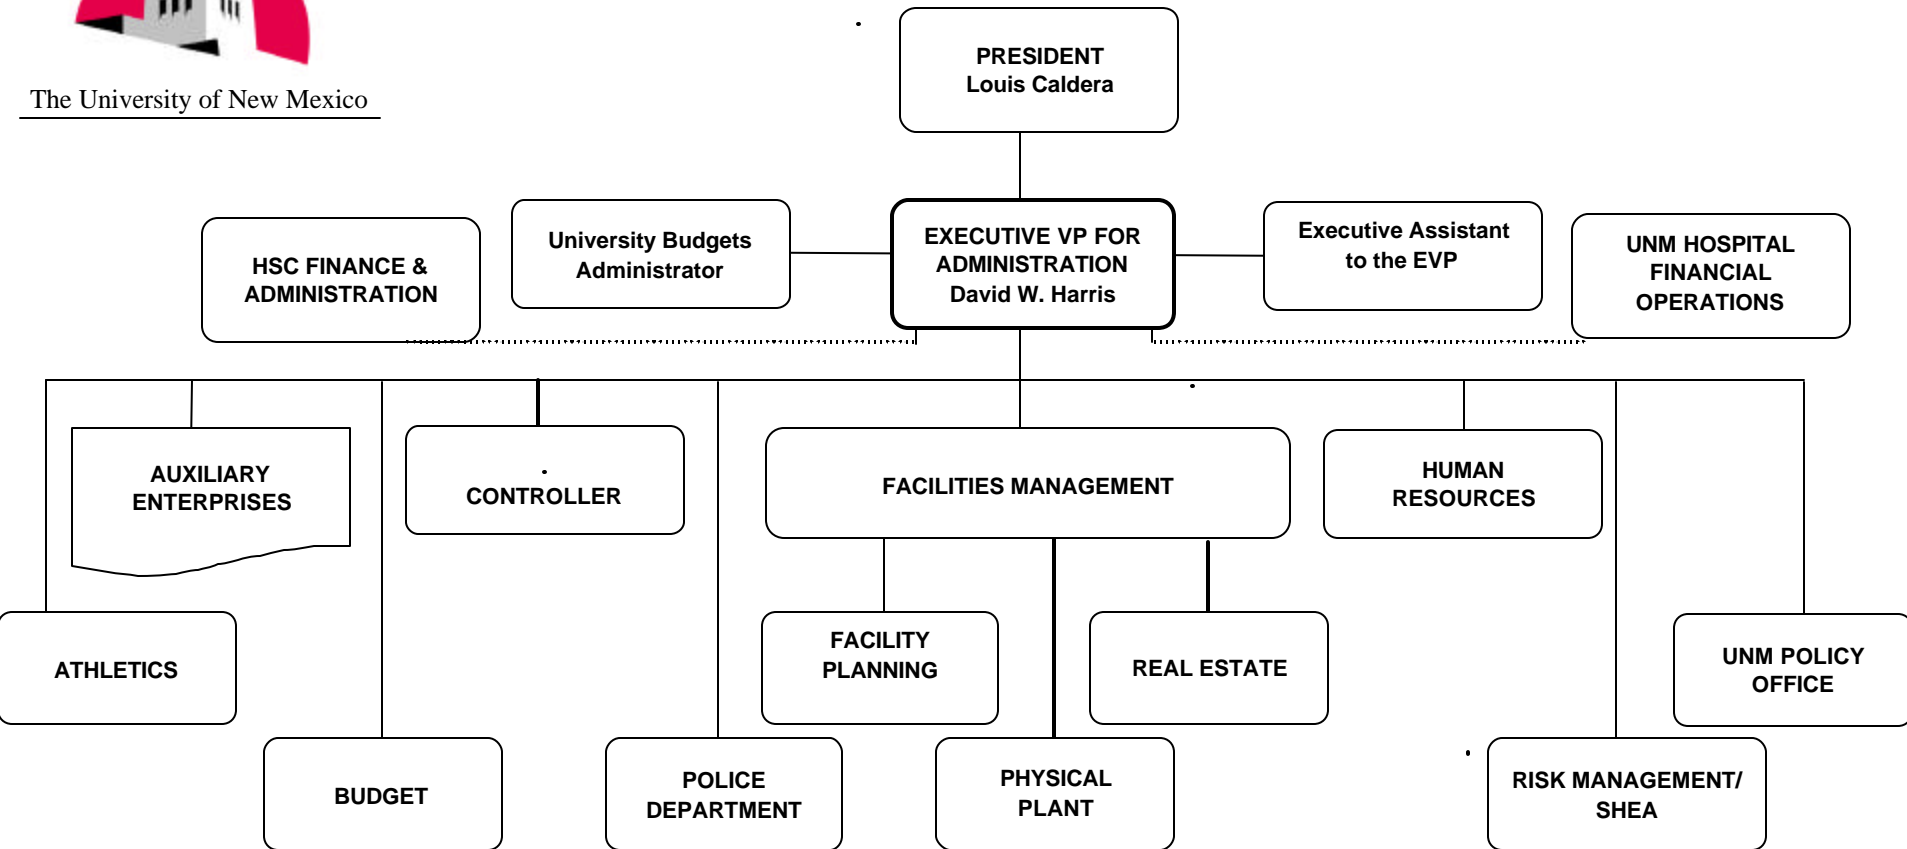 The University of New Mexico
PRESIDENT
Louis Caldera
HSC FINANCE &
ADMINISTRATION
University Budgets
Administrator
EXECUTIVE VP FOR
ADMINISTRATION
David W. Harris
Executive Assistant
to the EVP
UNM HOSPITAL
FINANCIAL
OPERATIONS
AUXILIARY
ENTERPRISES
CONTROLLER
FACILITIES MANAGEMENT
HUMAN
RESOURCES
ATHLETICS
FACILITY
PLANNING
REAL ESTATE
UNM POLICY
OFFICE
BUDGET
POLICE
DEPARTMENT
PHYSICAL
PLANT
RISK MANAGEMENT/
SHEA